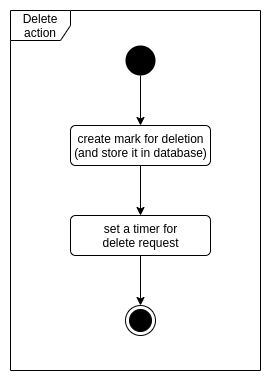 Delete
action
create mark for deletion
(and store it in database)
set a timer for
delete request